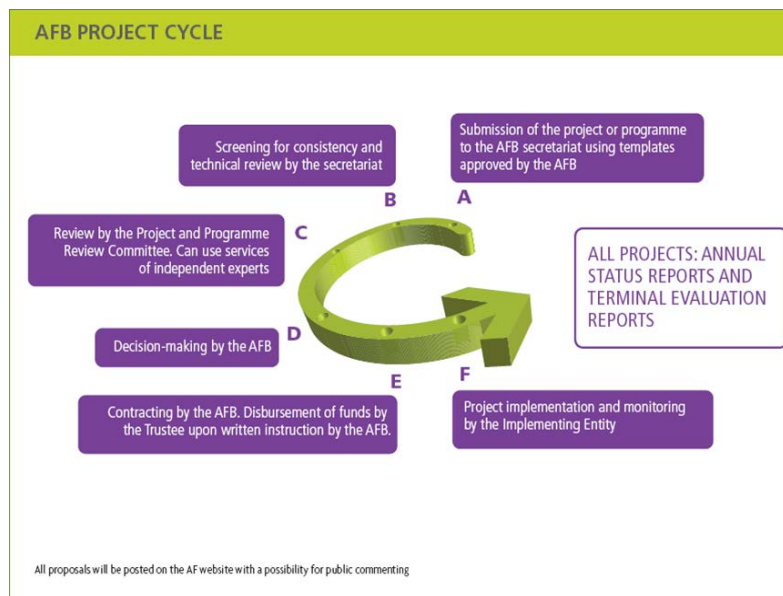 AFB PROJECT CYCLE
Submission of the project or programme
to the AFB secretariat using templates
approved by the AFB
A
Screening for consistency and
technical review by the secretariat
B
Review by the Project and Programme
Review Committee. Can use services
of independent experts
C
Decision-making by the AFB
D
Contracting by the AFB. Disbursement of funds by
the Trustee upon written instruction by the AFB.
E
Project implementation and monitoring
by the Implementing Entity
F
ALL PROJECTS: ANNUAL
STATUS REPORTS AND
TERMINAL EVALUATION
REPORTS
All proposals will be posted on the AF website with a possibility for public commenting